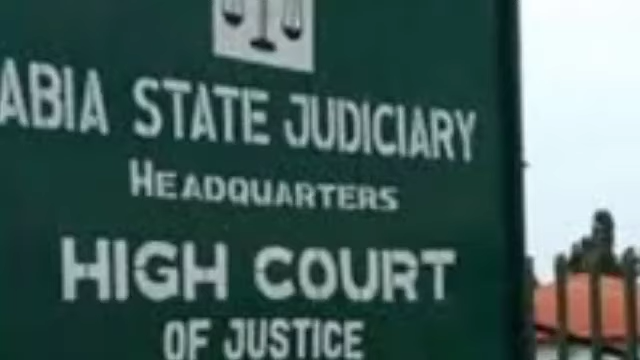 ABIA STATE JUDICIARY
HEADQUARTERS
HIGH COURT
OF JUSTICE